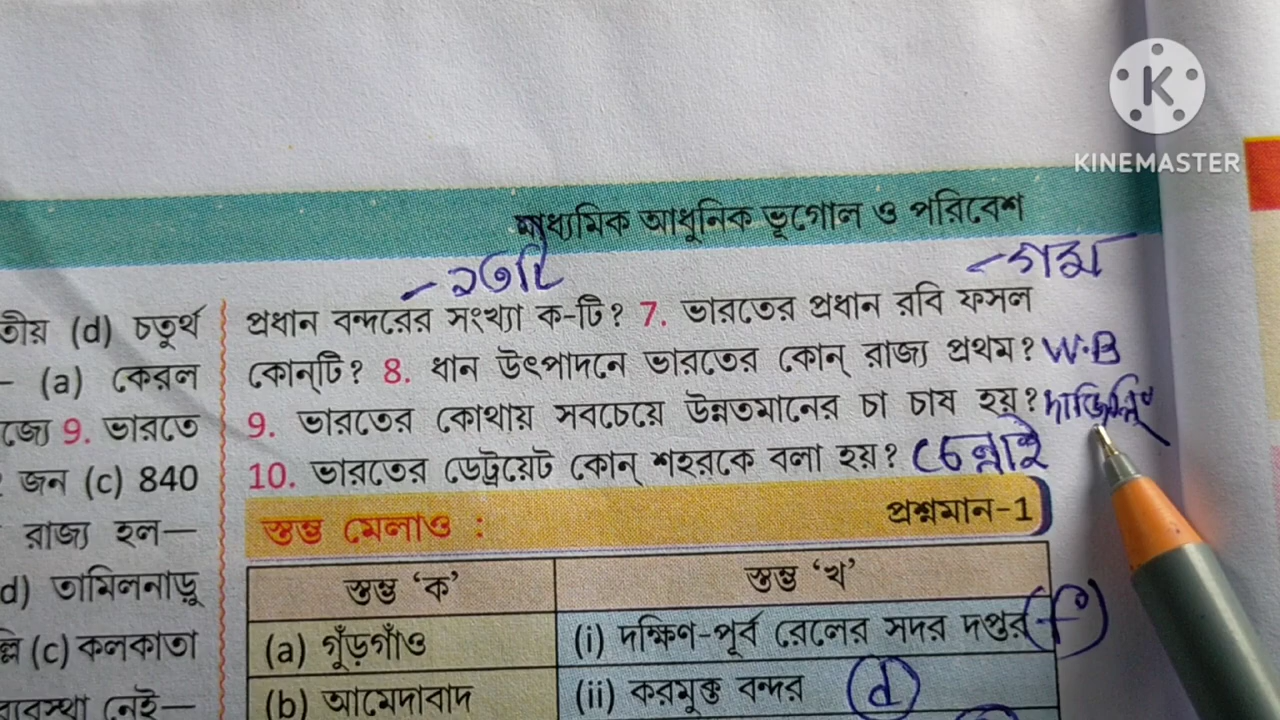 KINEMASTER
মাধ্যমিক আধুনিক ভূগোল ও পরিবেশ
- ১৩টি - গম
তীয় (d) চতুর্থ
– (a) কেরল
জ্যে 9. ভারতে
জন (c) 840
রাজ্য হল—
d) তামিলনাড়ু
ল্লি (c) কলকাতা
ব্যবস্থা নেই—
প্রধান বন্দরের সংখ্যা ক-টি? 7. ভারতের প্রধান রবি ফসল
কোন্‌টি? 8. ধান উৎপাদনে ভারতের কোন্ রাজ্য প্রথম? W.B
9. ভারতের কোথায় সবচেয়ে উন্নতমানের চা চাষ হয়? দার্জিলিং
10. ভারতের ডেট্রয়েট কোন্ শহরকে বলা হয়? চেন্নাই
স্তম্ভ মেলাও : প্রশ্নমান-1
স্তম্ভ ‘ক’ স্তম্ভ ‘খ’
(a) গুঁড়গাঁও (i) দক্ষিণ-পূর্ব রেলের সদর দপ্তর (f)
(b) আমেদাবাদ (ii) করমুক্ত বন্দর (d)